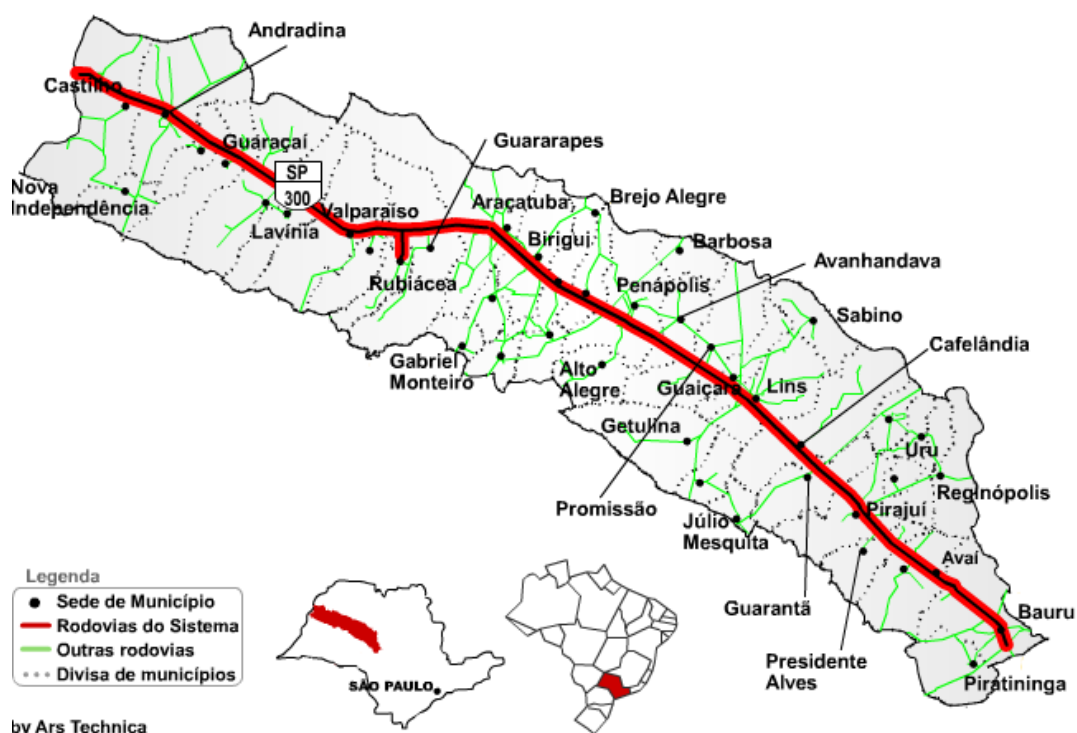 Andradina
Castilho
Guaraçaí
Guararapes
SP
300
Nova
Independência
Valparaíso
Araçatuba
Brejo Alegre
Lavínia
Birigui
Barbosa
Avanhandava
Rubiácea
Penápolis
Sabino
Gabriel
Monteiro
Alto
Alegre
Cafelândia
Guaiçara
Lins
Getulina
Uru
Reginópolis
Promissão
Pirajuí
Júlio
Mesquita
Avaí
Guarantã
Bauru
Presidente
Alves
Piratininga
Legenda
Sede de Município
Rodovias do Sistema
Outras rodovias
Divisa de municípios
SÃO PAULO
by Ars Technica